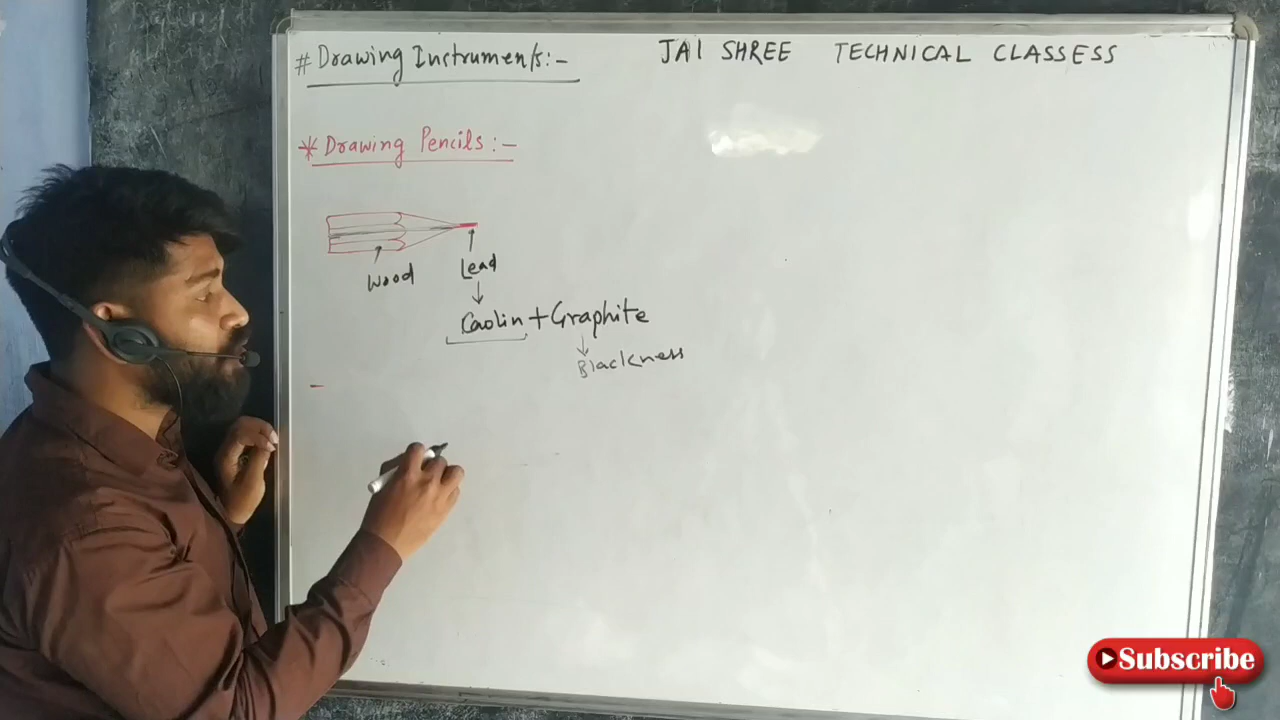 # Drawing Instruments:-
JAI SHREE TECHNICAL CLASSESS
* Drawing Pencils:-
Wood
Lead
Caolin + Graphite
Blackness
Subscribe